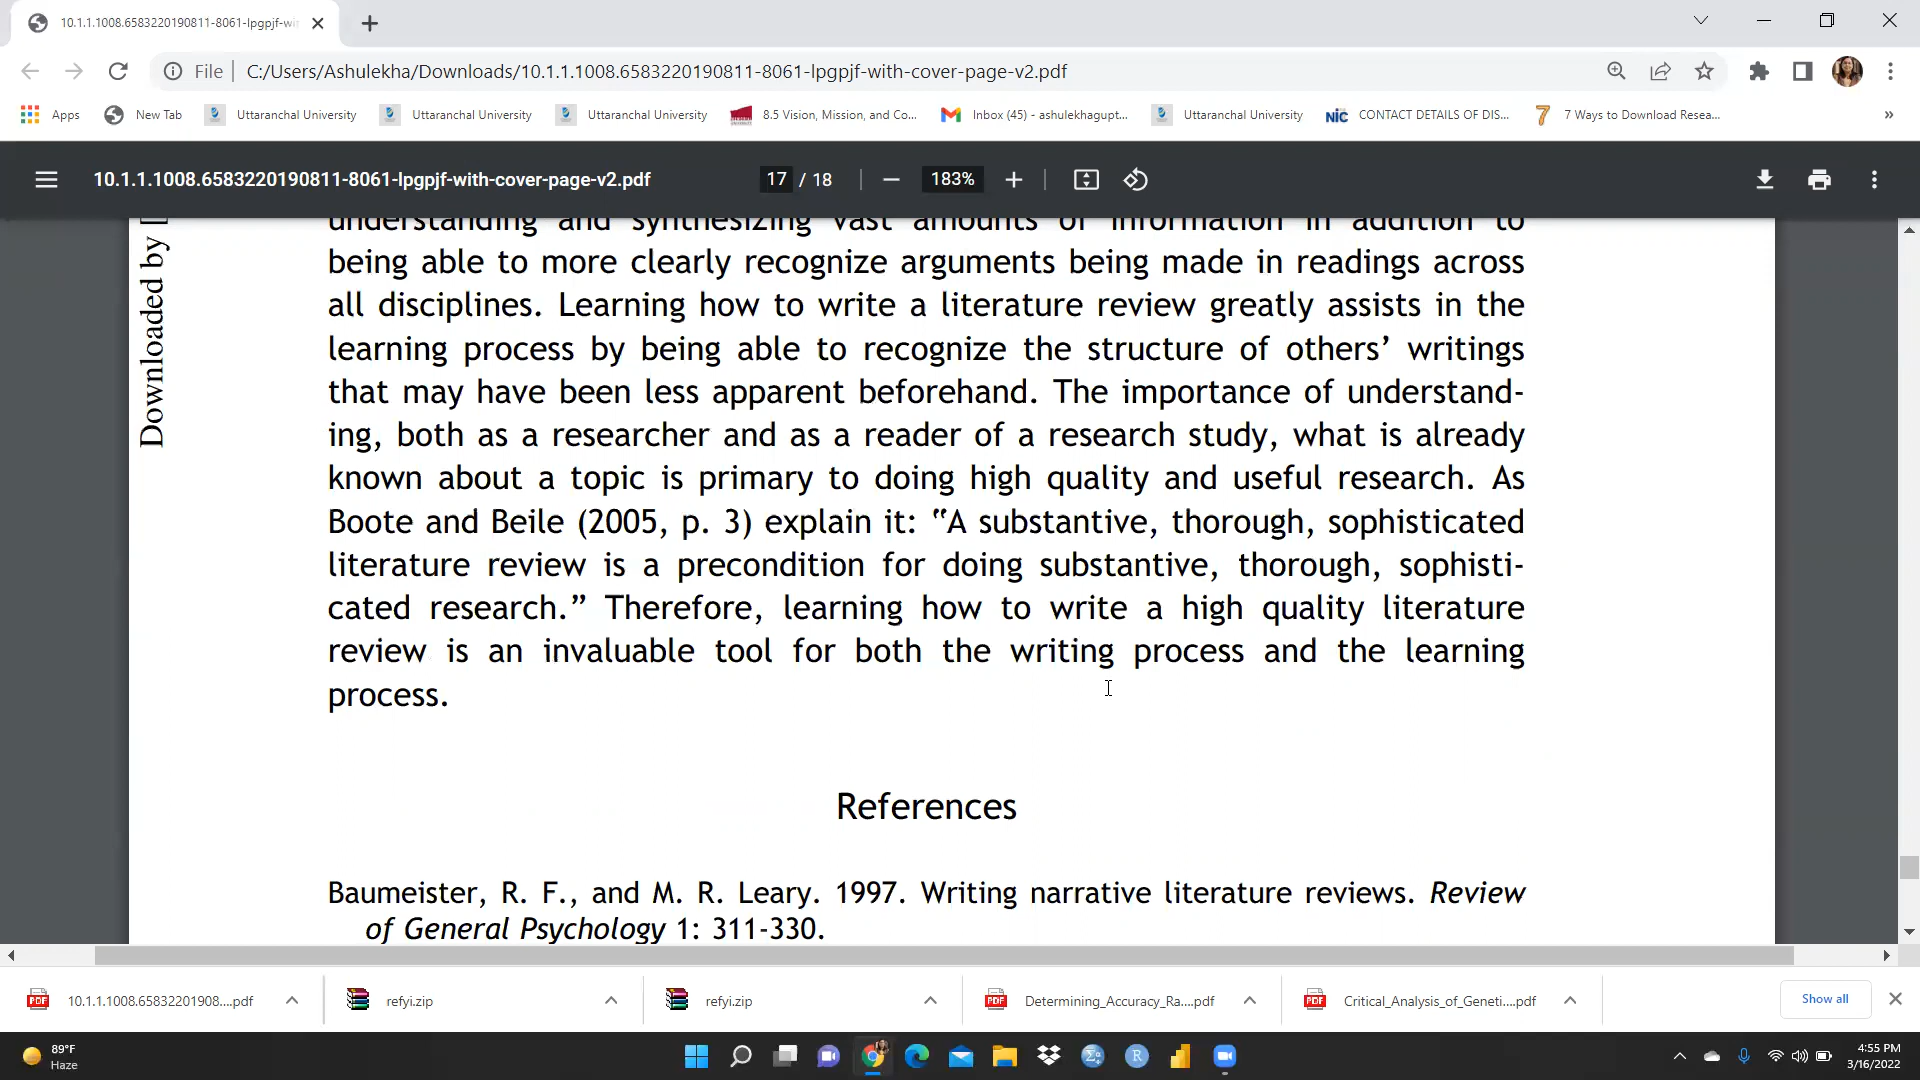 10.1.1.1008.6583220190811-8061-lpgpjf-wi
File
C:/Users/Ashulekha/Downloads/10.1.1.1008.6583220190811-8061-lpgpjf-with-cover-page-v2.pdf
Apps
New Tab
Uttaranchal University
Uttaranchal University
Uttaranchal University
8.5 Vision, Mission, and Co...
Inbox (45) - ashulekhagupt...
Uttaranchal University
NIC CONTACT DETAILS OF DIS...
7 Ways to Download Resea...
»
10.1.1.1008.6583220190811-8061-lpgpjf-with-cover-page-v2.pdf
17 / 18
183%
Downloaded by [
understanding and synthesizing vast amounts of information in addition to
being able to more clearly recognize arguments being made in readings across
all disciplines. Learning how to write a literature review greatly assists in the
learning process by being able to recognize the structure of others’ writings
that may have been less apparent beforehand. The importance of understand-
ing, both as a researcher and as a reader of a research study, what is already
known about a topic is primary to doing high quality and useful research. As
Boote and Beile (2005, p. 3) explain it: “A substantive, thorough, sophisticated
literature review is a precondition for doing substantive, thorough, sophisti-
cated research.” Therefore, learning how to write a high quality literature
review is an invaluable tool for both the writing process and the learning
process.
References
Baumeister, R. F., and M. R. Leary. 1997. Writing narrative literature reviews. Review
of General Psychology 1: 311-330.
10.1.1.1008.65832201908....pdf
refyi.zip
refyi.zip
Determining_Accuracy_Ra....pdf
Critical_Analysis_of_Geneti....pdf
Show all
89°F
Haze
4:55 PM
3/16/2022